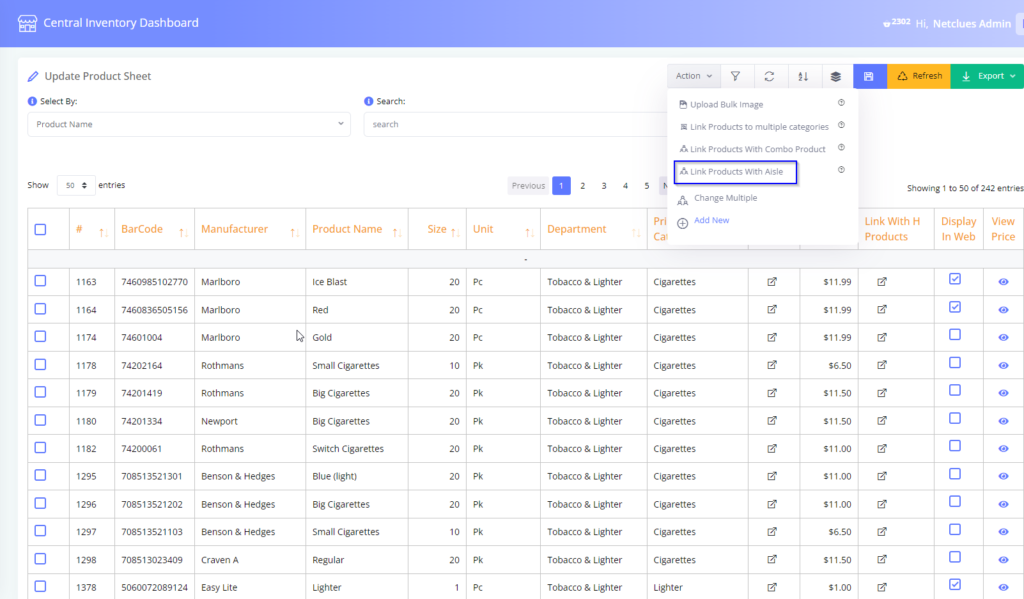 Central Inventory Dashboard
2302 Hi, Netclues Admin
Update Product Sheet
Action
Refresh
Export
Select By:
Search:
Product Name
search
Upload Bulk Image
Link Products to multiple categories
Link Products With Combo Product
Link Products With Aisle
Change Multiple
Add New
Show 50 entries
Previous 1 2 3 4 5 N
Showing 1 to 50 of 242 entries
# BarCode Manufacturer Product Name Size Unit Department Pri Cat Link With H Products Display In Web View Price
-
1163 7460985102770 Marlboro Ice Blast 20 Pc Tobacco & Lighter Cigarettes $11.99
1164 7460836505156 Marlboro Red 20 Pc Tobacco & Lighter Cigarettes $11.99
1174 74601004 Marlboro Gold 20 Pc Tobacco & Lighter Cigarettes $11.99
1178 74202164 Rothmans Small Cigarettes 10 Pk Tobacco & Lighter Cigarettes $6.50
1179 74201419 Rothmans Big Cigarettes 20 Pk Tobacco & Lighter Cigarettes $11.50
1180 74201334 Newport Big Cigarettes 20 Pk Tobacco & Lighter Cigarettes $11.50
1182 74200061 Rothmans Switch Cigarettes 20 Pk Tobacco & Lighter Cigarettes $11.00
1295 708513521301 Benson & Hedges Blue (light) 20 Pk Tobacco & Lighter Cigarettes $11.00
1296 708513521202 Benson & Hedges Big Cigarettes 20 Pk Tobacco & Lighter Cigarettes $11.00
1297 708513521103 Benson & Hedges Small Cigarettes 10 Pk Tobacco & Lighter Cigarettes $6.50
1298 708513023409 Craven A Regular 20 Pk Tobacco & Lighter Cigarettes $11.50
1378 5060072089124 Easy Lite Lighter 1 Pc Tobacco & Lighter Lighter $1.00